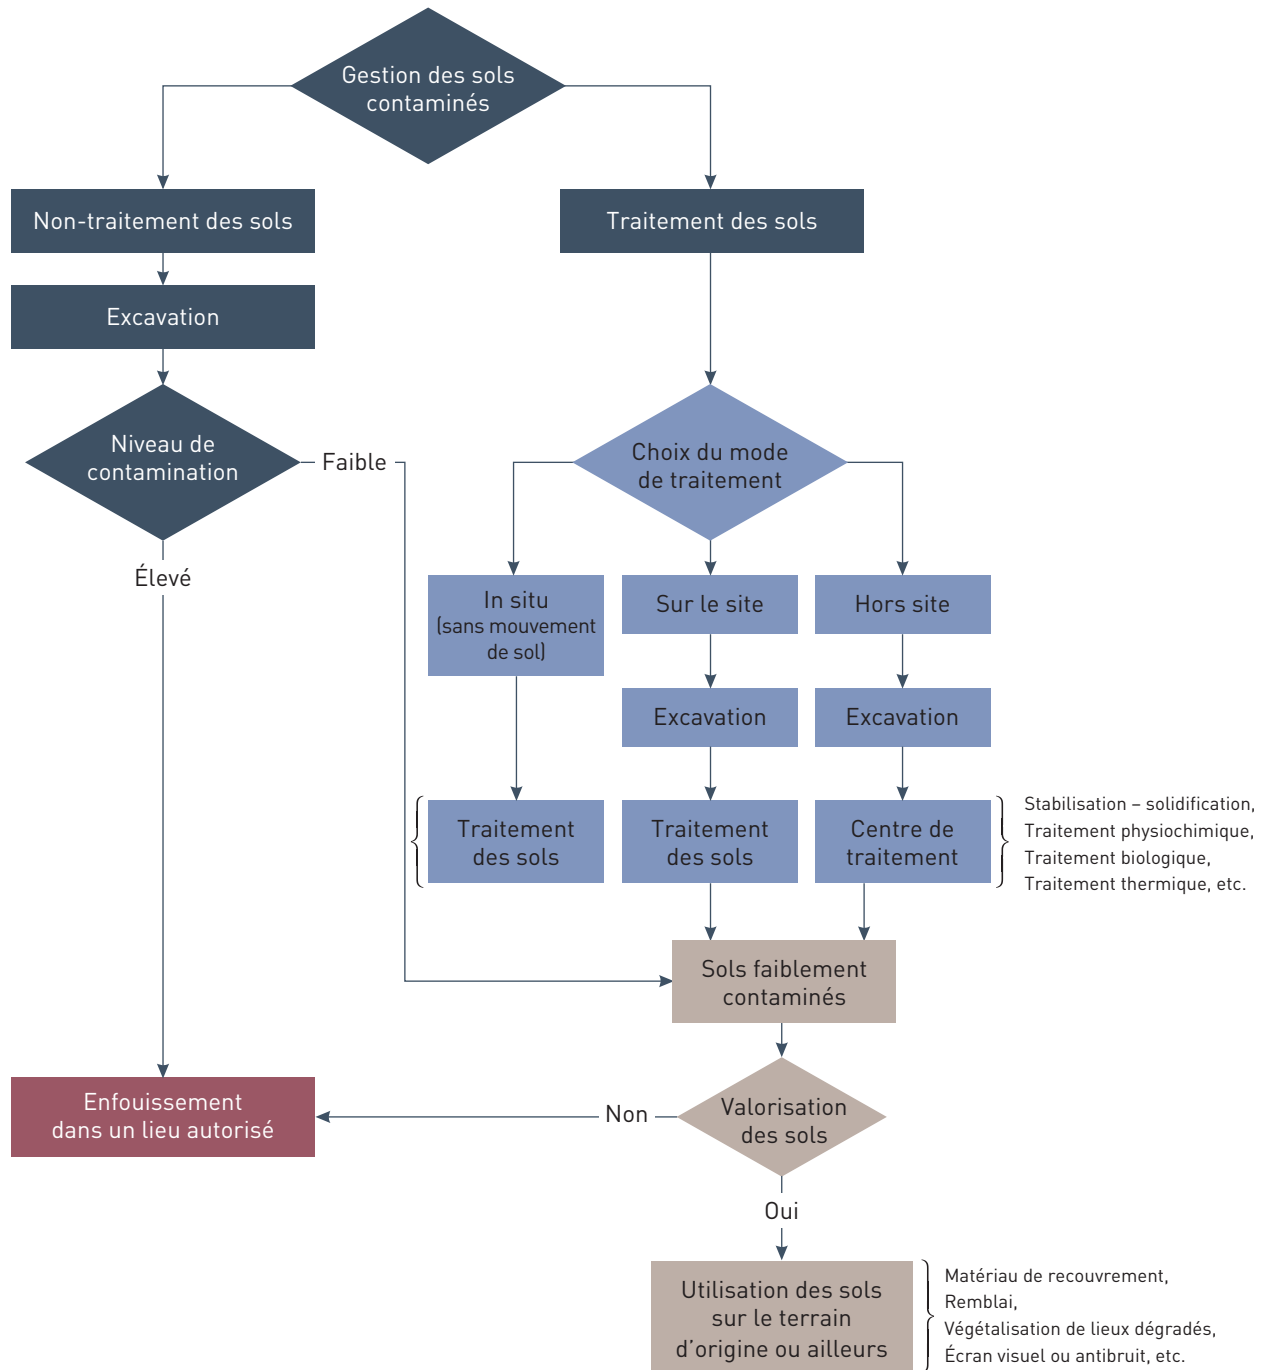 Gestion des sols
contaminés
Non-traitement des sols
Traitement des sols
Excavation
Niveau de
contamination
Faible
Élevé
Choix du mode
de traitement
In situ
(sans mouvement
de sol)
Sur le site
Hors site
Excavation
Excavation
Traitement
des sols
Traitement
des sols
Centre de
traitement
Stabilisation – solidification,
Traitement physiochimique,
Traitement biologique,
Traitement thermique, etc.
Sols faiblement
contaminés
Enfouissement
dans un lieu autorisé
Non
Valorisation
des sols
Oui
Utilisation des sols
sur le terrain
d’origine ou ailleurs
Matériau de recouvrement,
Remblai,
Végétalisation de lieux dégradés,
Écran visuel ou antibruit, etc.